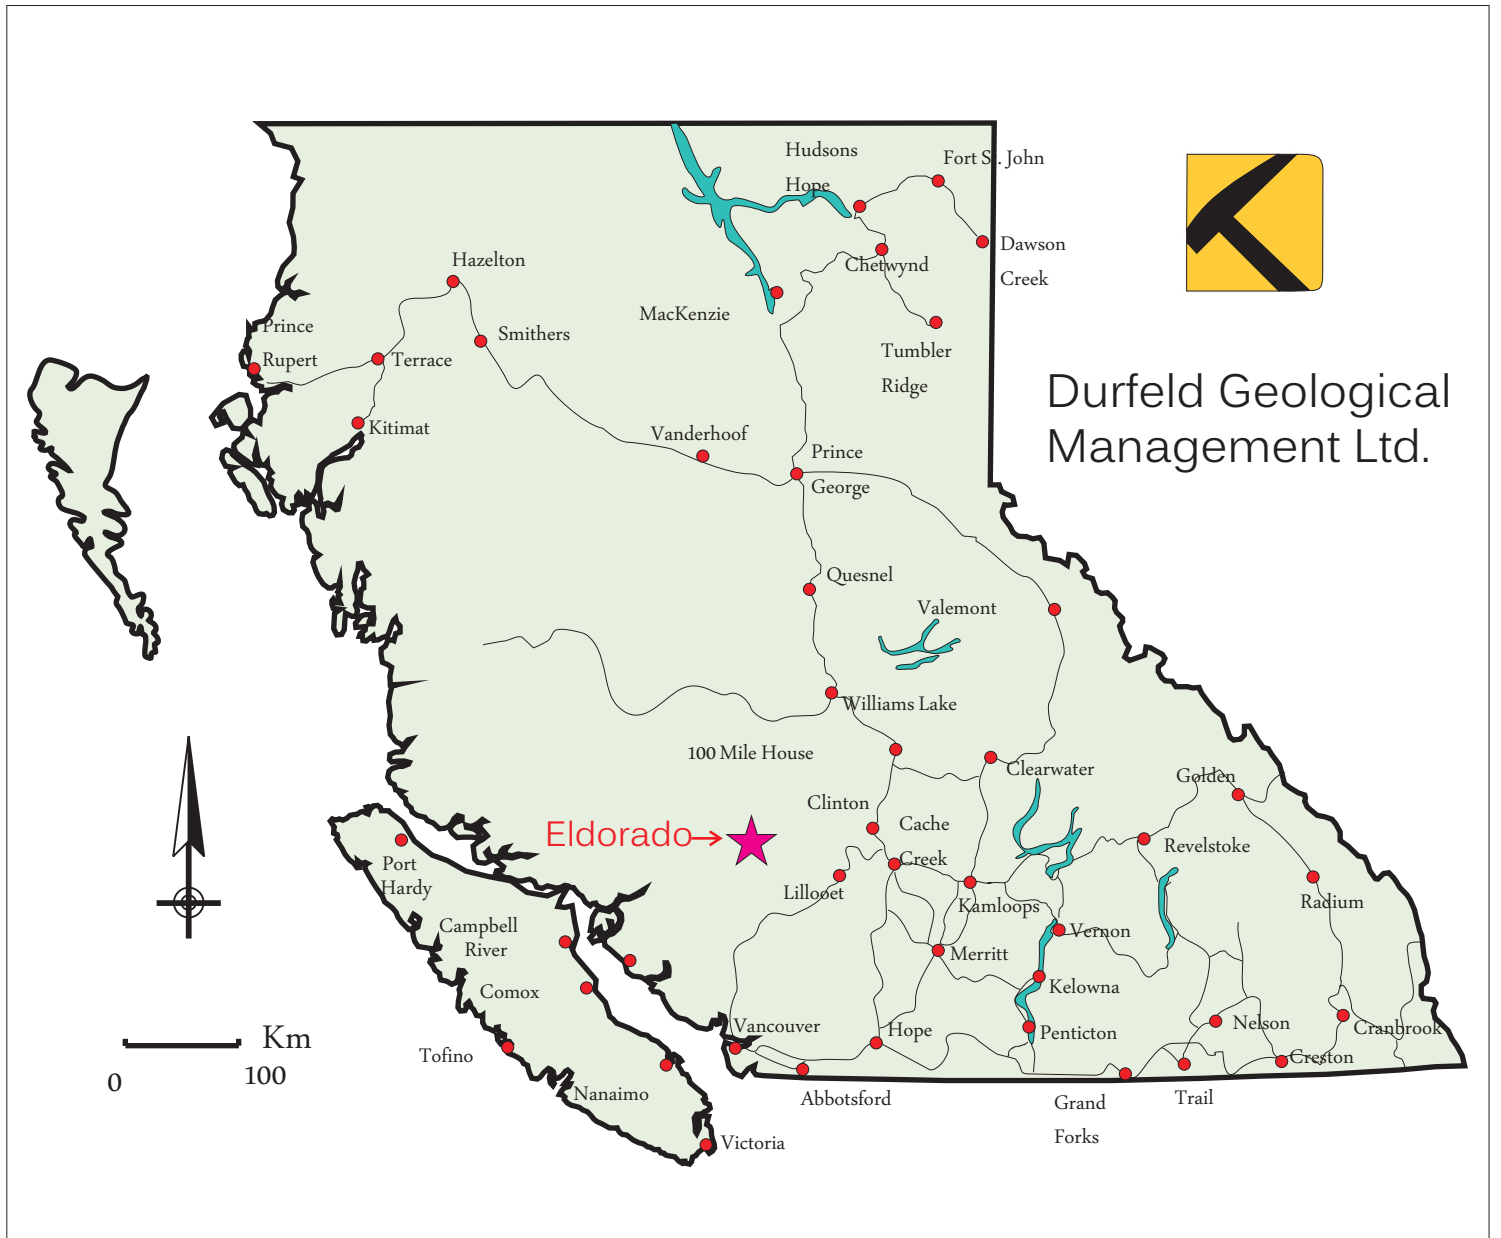 Hudsons
Hope
Fort St. John
Dawson
Creek
Chetwynd
Hazelton
MacKenzie
Prince
Rupert
Smithers
Terrace
Tumbler
Ridge
Durfeld Geological
Management Ltd.
Kitimat
Vanderhoof
Prince
George
Quesnel
Valemont
Williams Lake
100 Mile House
Clearwater
Golden
Clinton
Eldorado
Cache
Creek
Revelstoke
Port
Hardy
Lillooet
Kamloops
Radium
Campbell
River
Vernon
Merritt
Comox
Kelowna
Vancouver
Hope
Penticton
Nelson
Cranbrook
Km
0
100
Tofino
Creston
Nanaimo
Abbotsford
Grand
Forks
Trail
Victoria